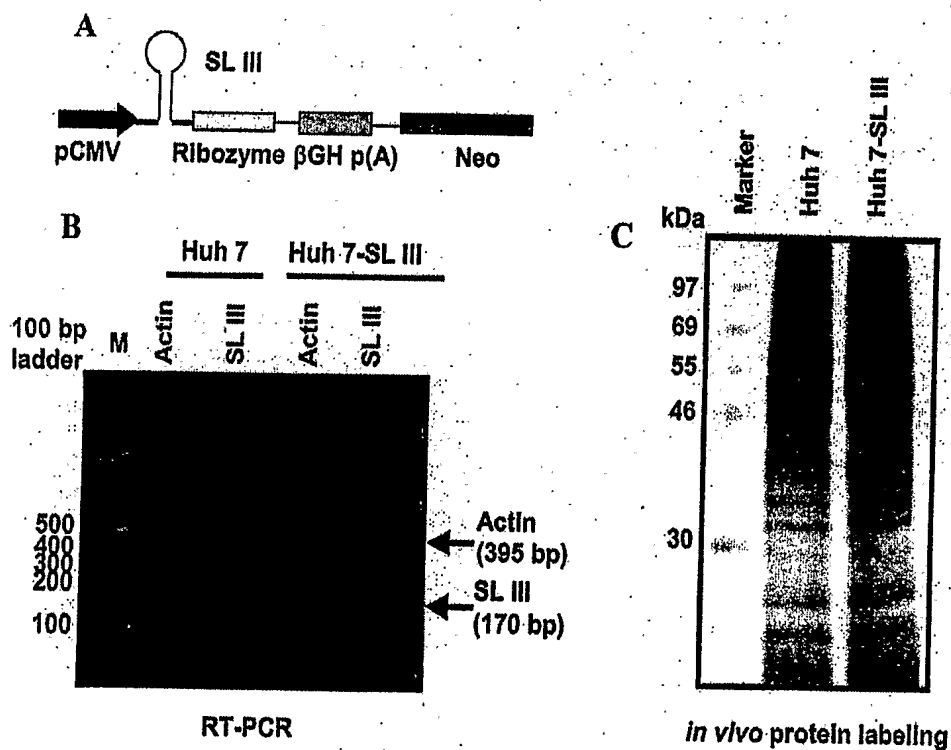 A
SL III
pCMV
Ribozyme βGH p(A)
Neo
B
Huh 7
Huh 7-SL III
100 bp
ladder
M
Actin
SL III
Actin
SL III
500
400
300
200
100
Actin
(395 bp)
SL III
(170 bp)
RT-PCR
C
kDa
Marker
Huh 7
Huh 7-SL III
97
69
55
46
30
in vivo protein labeling